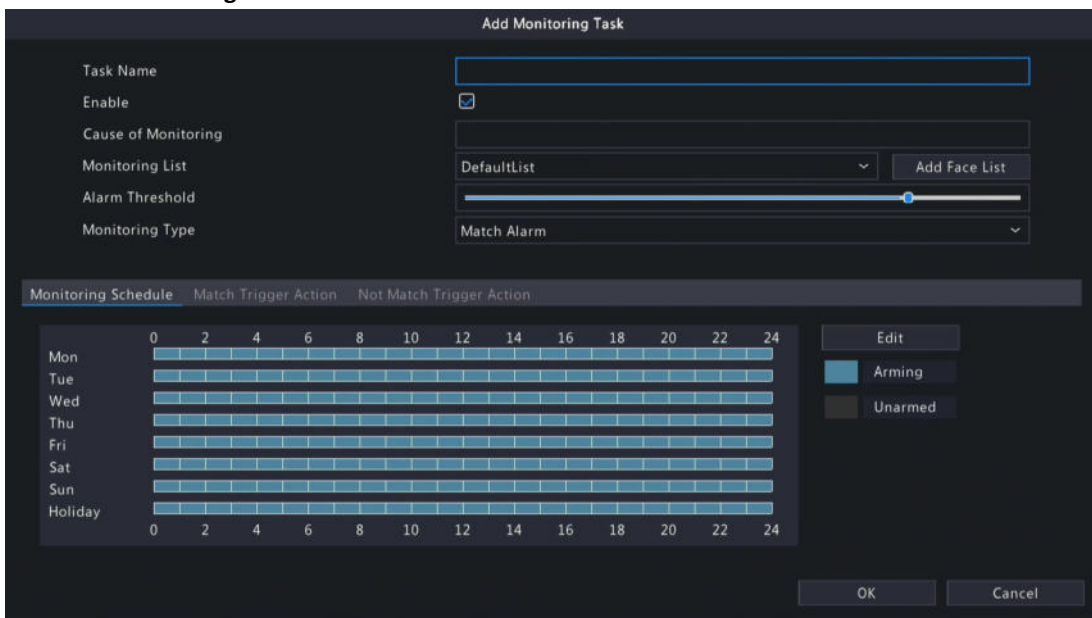 Add Monitoring Task
Task Name
Enable
Cause of Monitoring
Monitoring List DefaultList Add Face List
Alarm Threshold
Monitoring Type Match Alarm
Monitoring Schedule Match Trigger Action Not Match Trigger Action
0 2 4 6 8 10 12 14 16 18 20 22 24 Edit
Mon
Tue Arming
Wed
Thu Unarmed
Fri
Sat
Sun
Holiday
0 2 4 6 8 10 12 14 16 18 20 22 24
OK Cancel